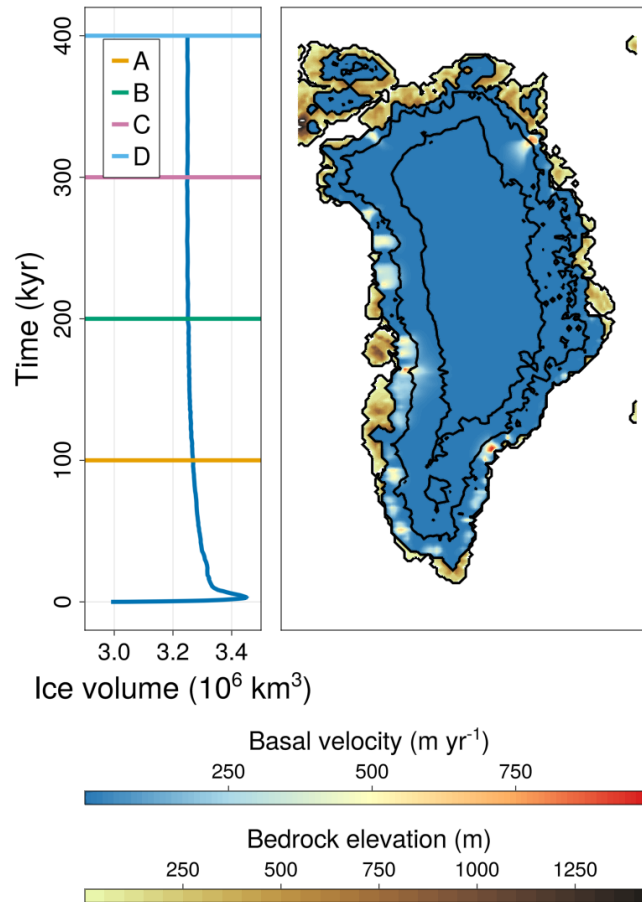 400
A
B
C
D
300
200
100
0
Time (kyr)
3.0 3.2 3.4
Ice volume (10⁶ km³)
Basal velocity (m yr⁻¹)
250 500 750
Bedrock elevation (m)
250 500 750 1000 1250